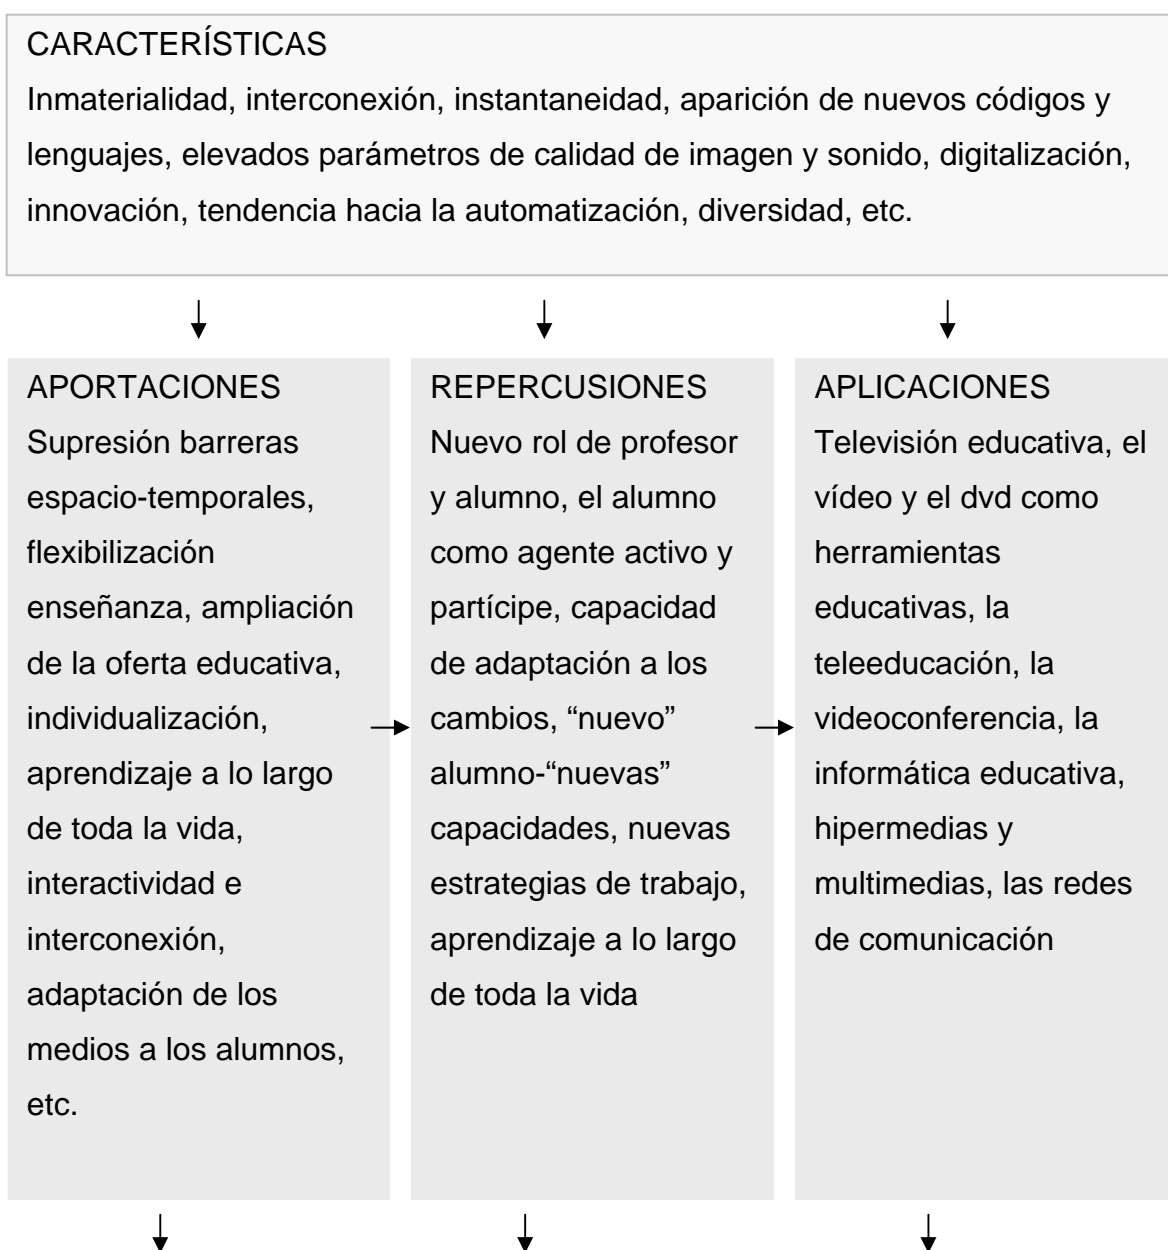 CARACTERÍSTICAS
Inmaterialidad, interconexión, instantaneidad, aparición de nuevos códigos y
lenguajes, elevados parámetros de calidad de imagen y sonido, digitalización,
innovación, tendencia hacia la automatización, diversidad, etc.
APORTACIONES
Supresión barreras
espacio-temporales,
flexibilización
enseñanza, ampliación
de la oferta educativa,
individualización,
aprendizaje a lo largo
de toda la vida,
interactividad e
interconexión,
adaptación de los
medios a los alumnos,
etc.
REPERCUSIONES
Nuevo rol de profesor
y alumno, el alumno
como agente activo y
partícipe, capacidad
de adaptación a los
cambios, “nuevo”
alumno-“nuevas”
capacidades, nuevas
estrategias de trabajo,
aprendizaje a lo largo
de toda la vida
APLICACIONES
Televisión educativa, el
vídeo y el dvd como
herramientas
educativas, la
teleeducación, la
videoconferencia, la
informática educativa,
hipermedias y
multimedias, las redes
de comunicación